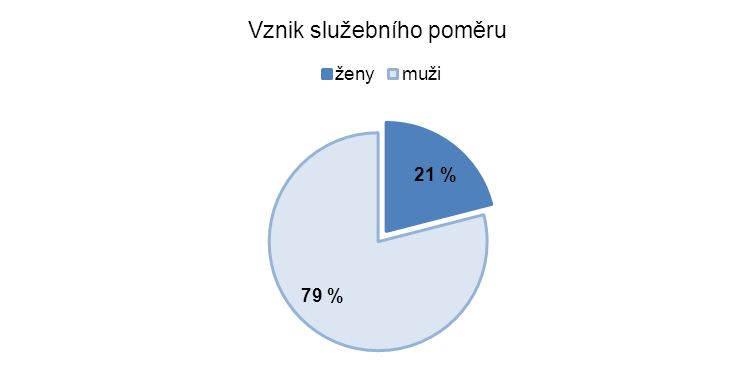 Vznik služebního poměru
ženy muži
21 %
79 %